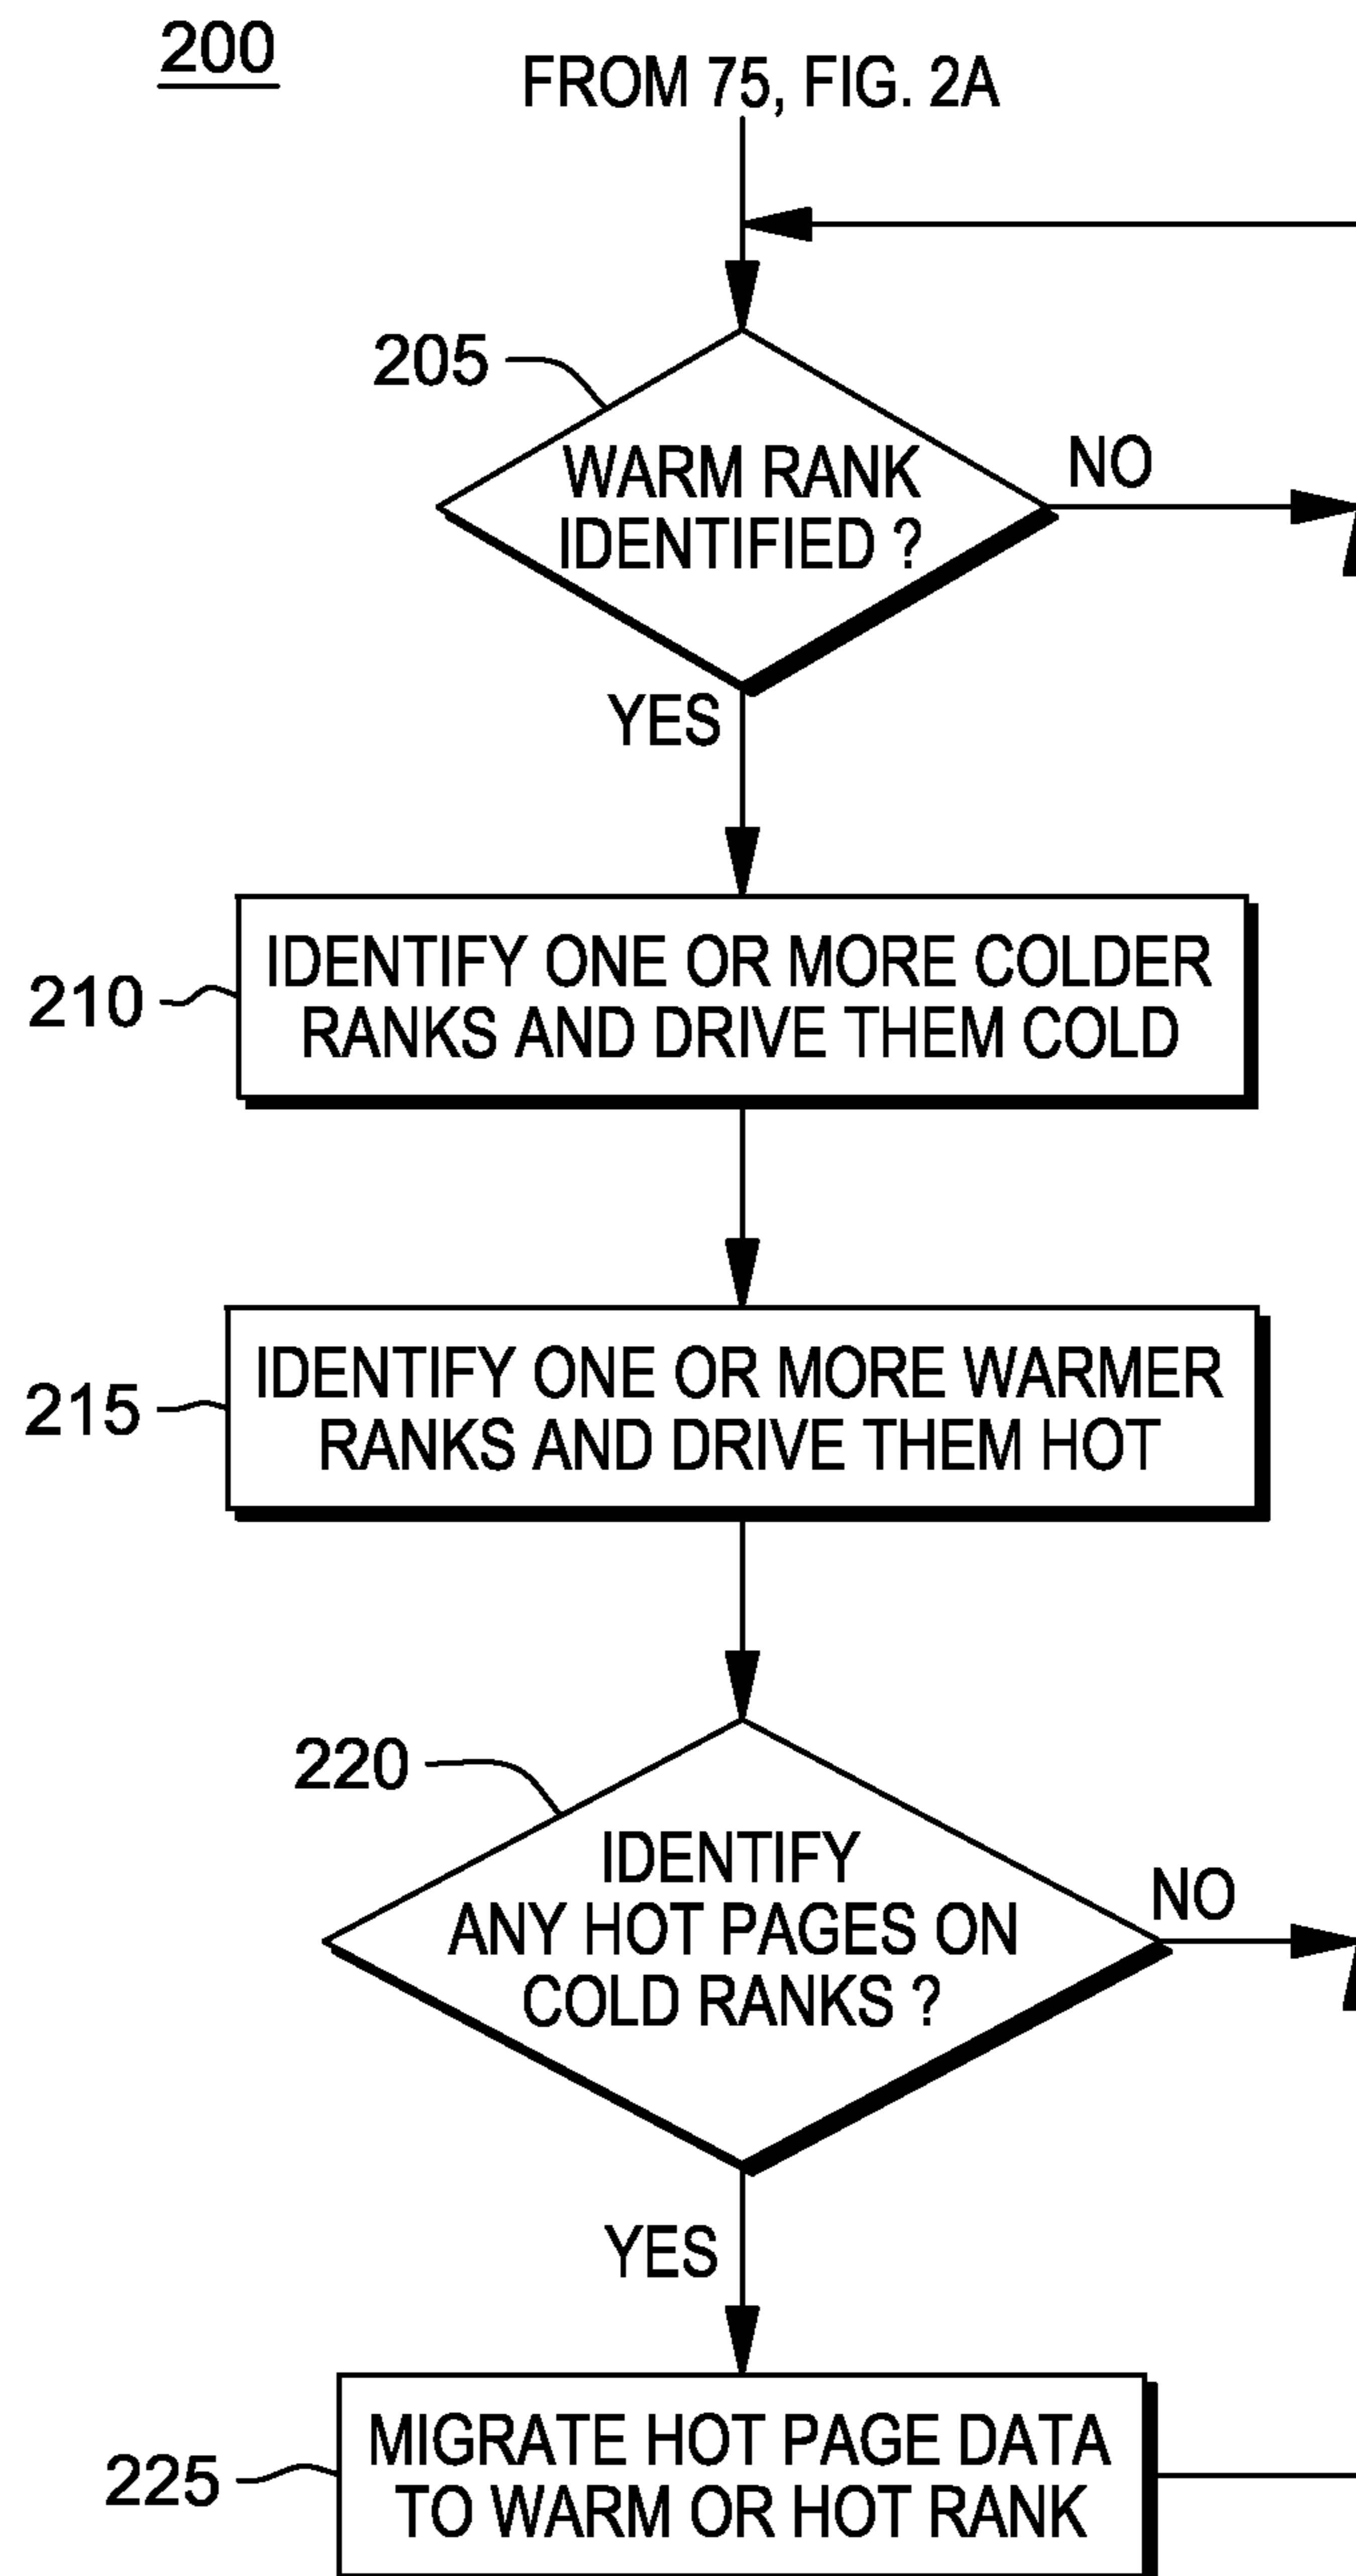 200
FROM 75, FIG. 2A
205
WARM RANK
IDENTIFIED ?
NO
YES
210
IDENTIFY ONE OR MORE COLDER
RANKS AND DRIVE THEM COLD
215
IDENTIFY ONE OR MORE WARMER
RANKS AND DRIVE THEM HOT
220
IDENTIFY
ANY HOT PAGES ON
COLD RANKS ?
NO
YES
225
MIGRATE HOT PAGE DATA
TO WARM OR HOT RANK